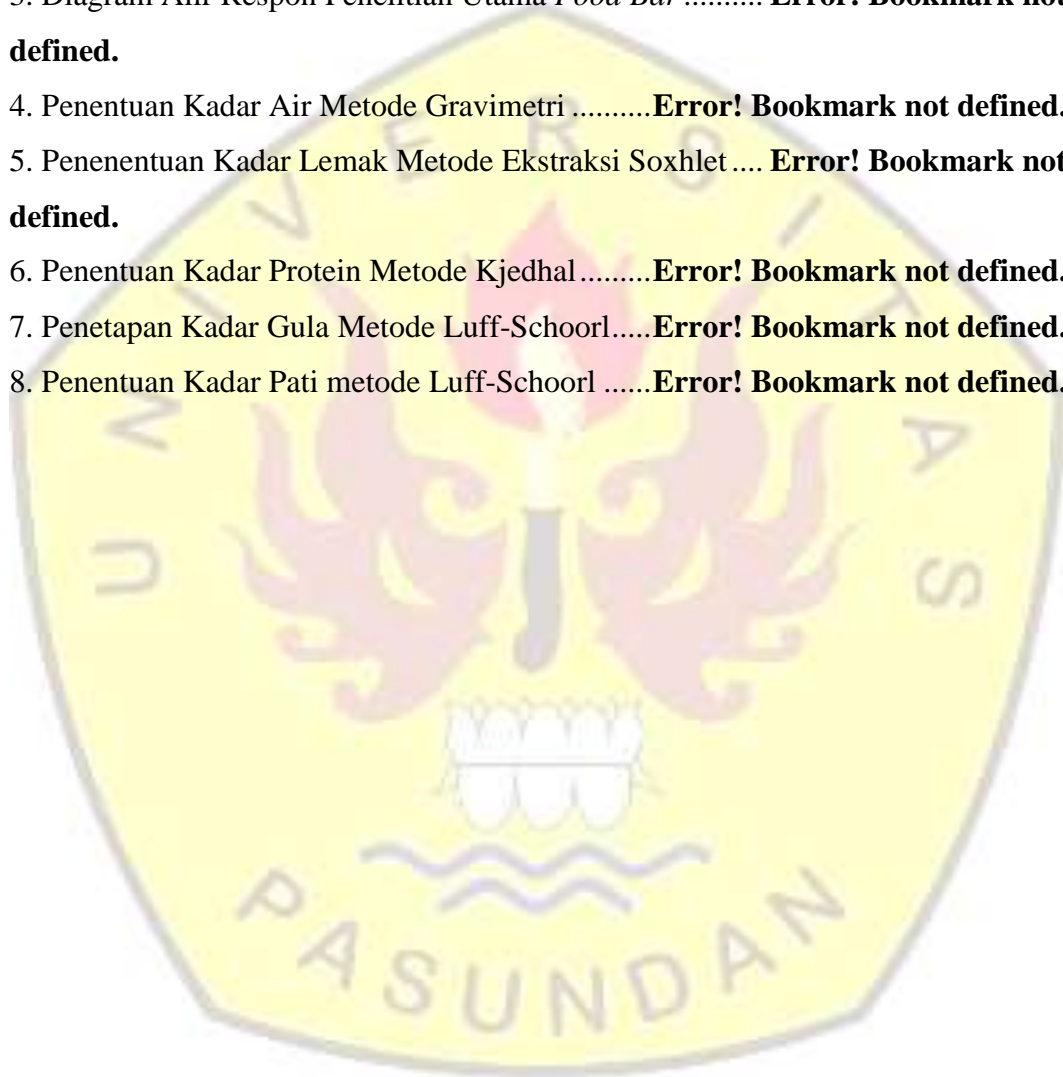 3. Diagram Alir Respon Penelitian Utama Food Bar .......... Error! Bookmark not
defined.
4. Penentuan Kadar Air Metode Gravimetri ..........Error! Bookmark not defined.
5. Penenentuan Kadar Lemak Metode Ekstraksi Soxhlet .... Error! Bookmark not
defined.
6. Penentuan Kadar Protein Metode Kjedhal .........Error! Bookmark not defined.
7. Penetapan Kadar Gula Metode Luff-Schoorl.....Error! Bookmark not defined.
8. Penentuan Kadar Pati metode Luff-Schoorl ......Error! Bookmark not defined.
UNIVERSITAS
PASUNDAN